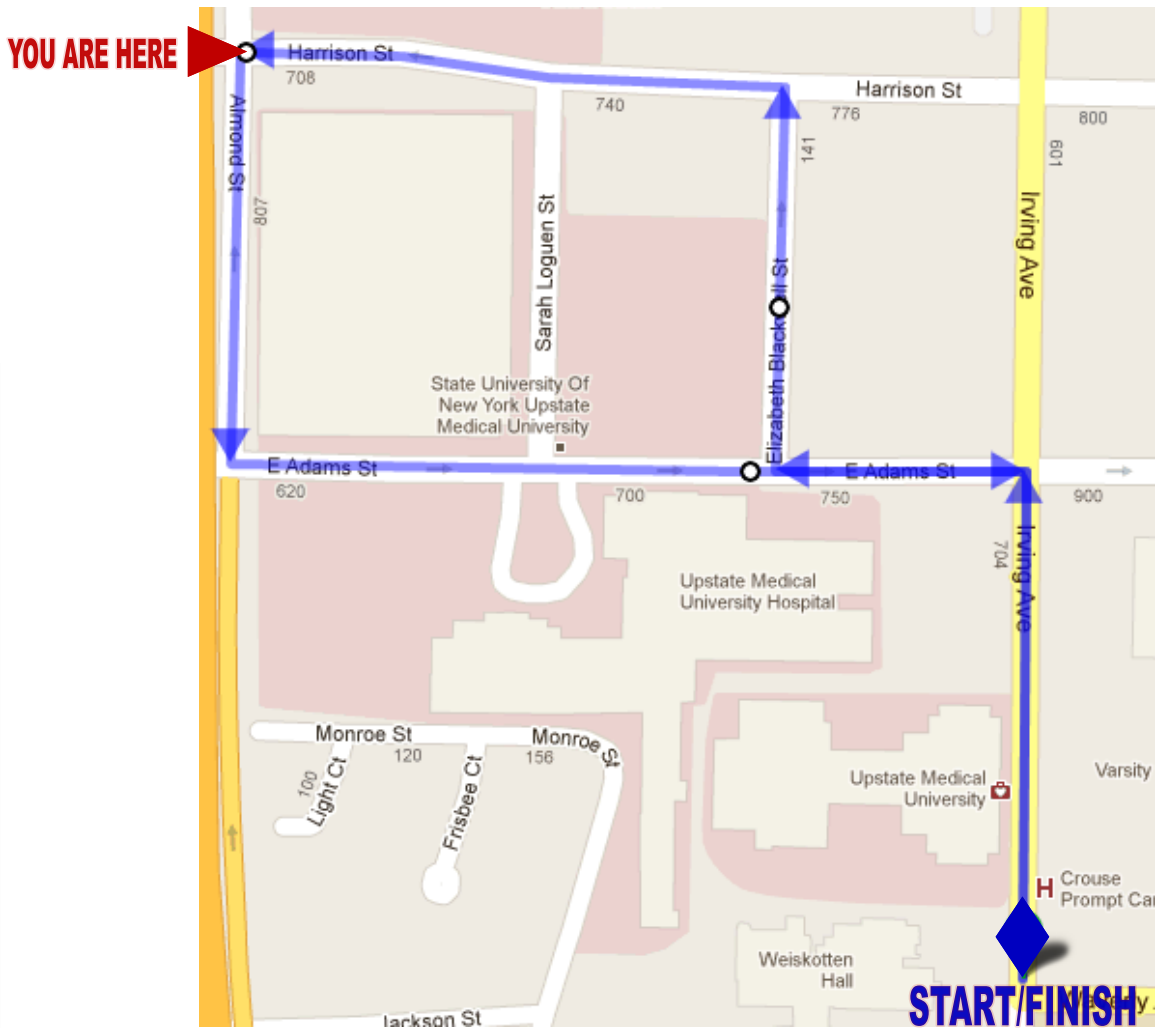 YOU ARE HERE
Harrison St
708
740
Harrison St
776
800
Almond St
807
141
601
Irving Ave
Sarah Loguen St
State University Of
New York Upstate
Medical University
E Adams St
620
700
E Adams St
750
900
704
Irving Ave
Upstate Medical
University Hospital
Monroe St
120
156
Monroe St
100
Light Ct
Frisbee Ct
Upstate Medical
University
Varsity
H Crouse
Prompt Car
Weiskotten
Hall
START/FINISH
Jackson St